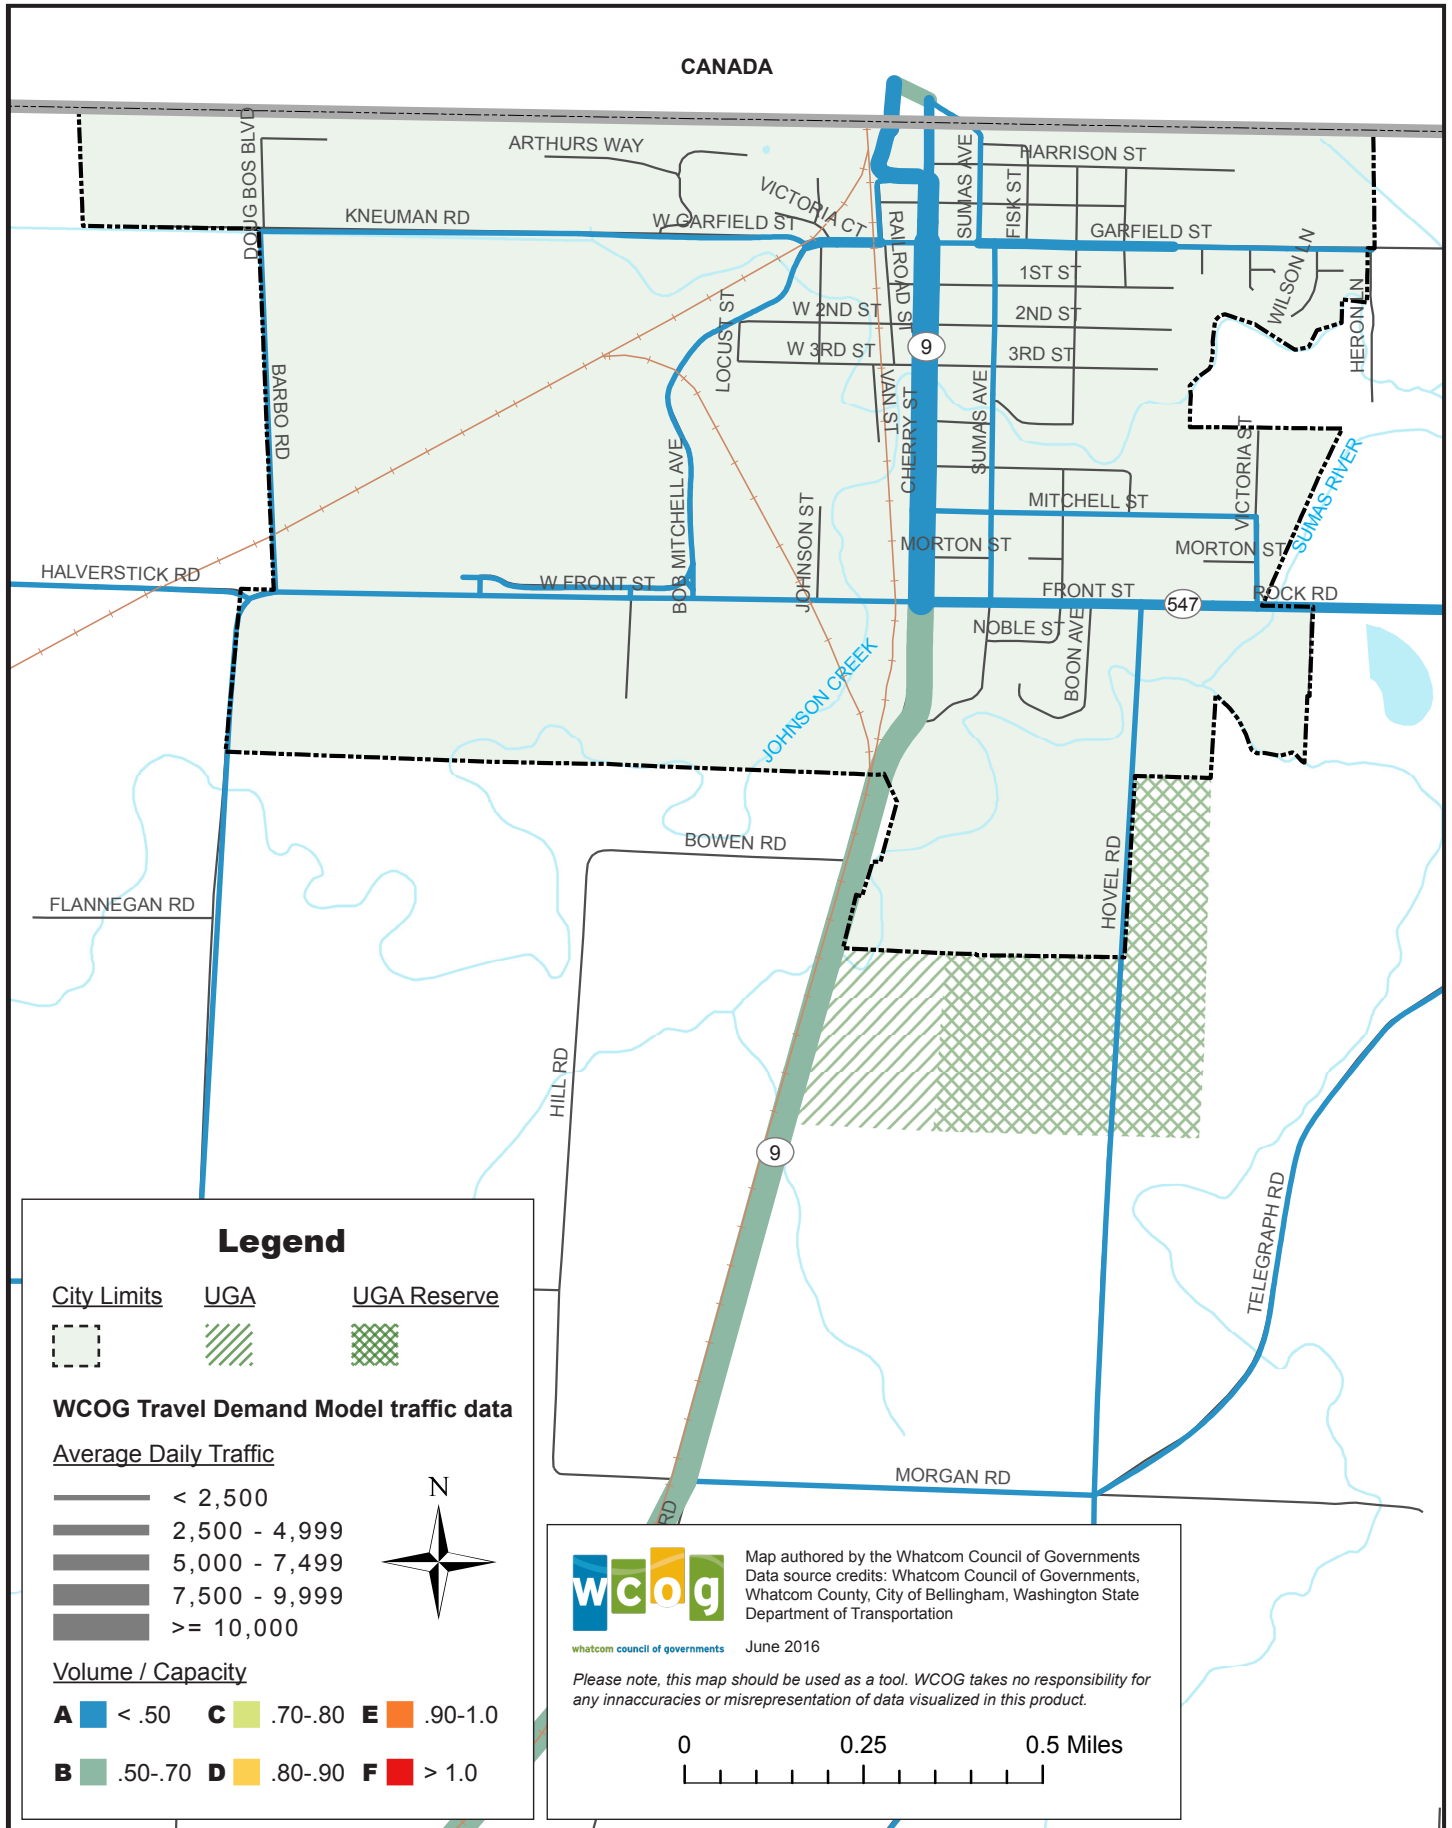 CANADA
DOUG BOS BLVD
ARTHURS WAY
HARRISON ST
SUMAS AVE
FISK ST
VICTORIA CT
KNEUMAN RD
W GARFIELD ST
RAILROAD ST
GARFIELD ST
WILSON LN
HERON LN
1ST ST
W 2ND ST
2ND ST
LOCUST ST
W 3RD ST
9
3RD ST
BARBO RD
VAN ST
CHERRY ST
SUMAS AVE
VICTORIA ST
SUMAS RIVER
BOB MITCHELL AVE
JOHNSON ST
MITCHELL ST
MORTON ST
MORTON ST
HALVERSTICK RD
W FRONT ST
FRONT ST
547
ROCK RD
NOBLE ST
BOON AVE
JOHNSON CREEK
BOWEN RD
HOVEL RD
FLANNEGAN RD
HILL RD
9
TELEGRAPH RD
MORGAN RD
RD
Legend
City Limits UGA UGA Reserve
WCOG Travel Demand Model traffic data
Average Daily Traffic
N
< 2,500
2,500 - 4,999
5,000 - 7,499
7,500 - 9,999
>= 10,000
Volume / Capacity
A < .50 C .70-.80 E .90-1.0
B .50-.70 D .80-.90 F > 1.0
wcog
whatcom council of governments
Map authored by the Whatcom Council of Governments
Data source credits: Whatcom Council of Governments,
Whatcom County, City of Bellingham, Washington State
Department of Transportation
June 2016
Please note, this map should be used as a tool. WCOG takes no responsibility for
any innaccuracies or misrepresentation of data visualized in this product.
0 0.25 0.5 Miles